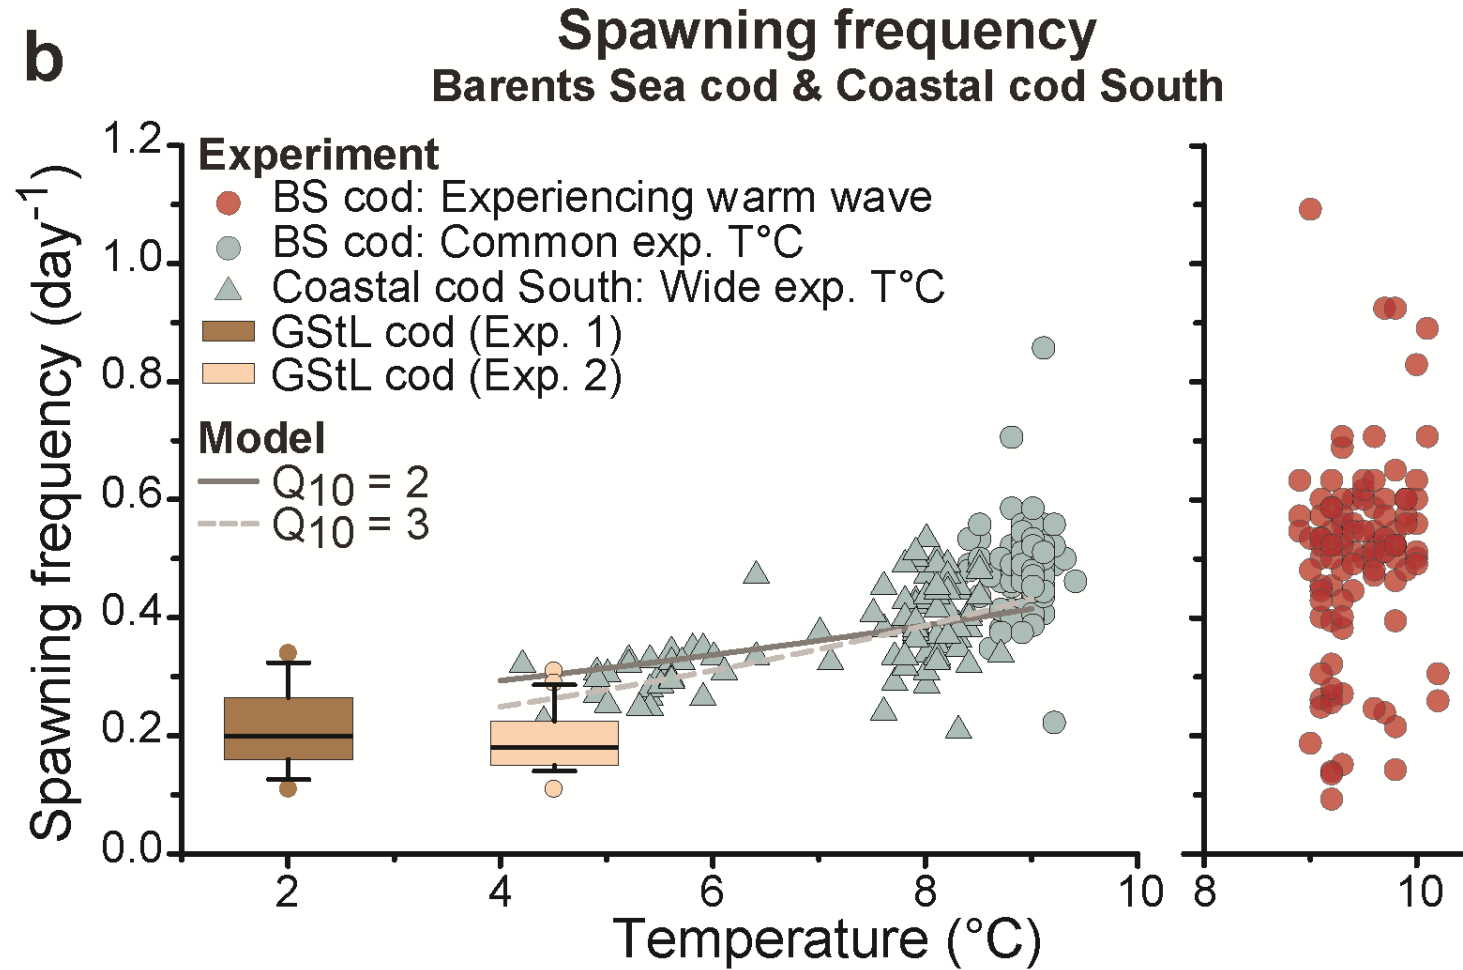 b
Spawning frequency
Barents Sea cod & Coastal cod South
Spawning frequency (day⁻¹)
1.2
1.0
0.8
0.6
0.4
0.2
0.0
Experiment
BS cod: Experiencing warm wave
BS cod: Common exp. T°C
Coastal cod South: Wide exp. T°C
GStL cod (Exp. 1)
GStL cod (Exp. 2)
Model
Q₁₀ = 2
Q₁₀ = 3
2 4 6 8 10 8 10
Temperature (°C)